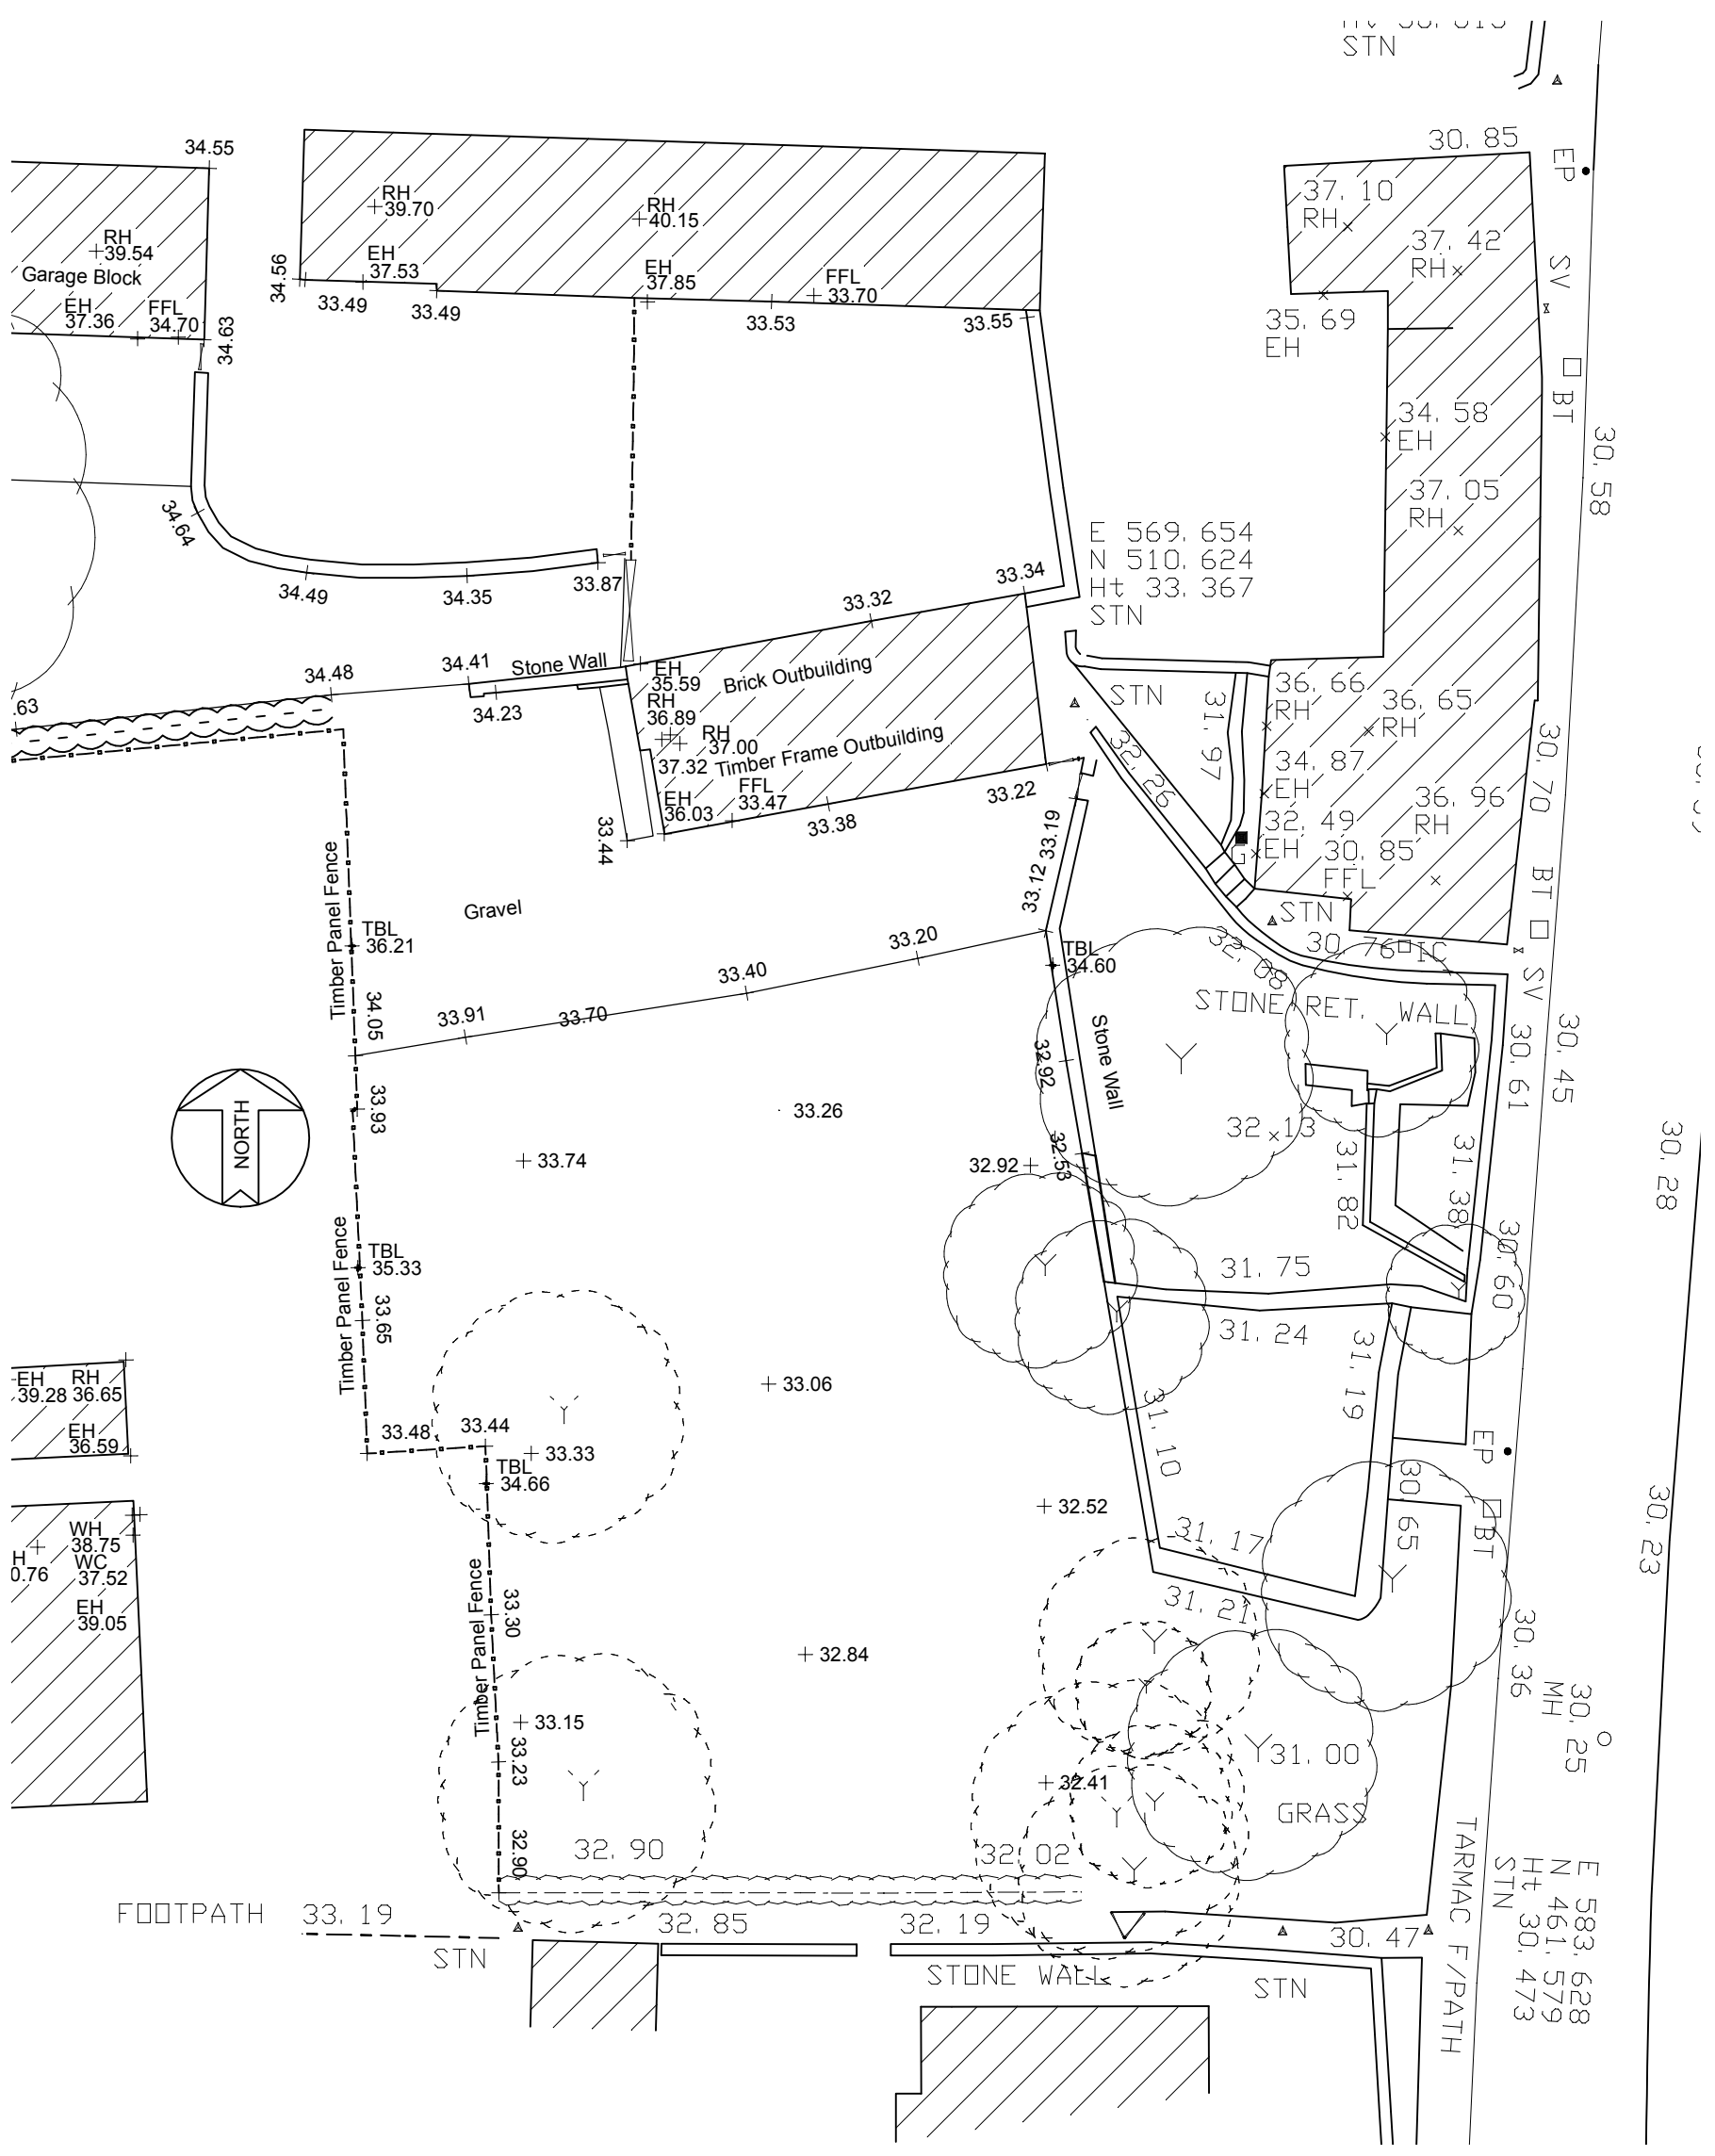 STN
30.85
EP
34.55
RH
39.70
RH
40.15
37.10
RH
37.42
RH
RH
39.54
Garage Block
EH
37.36
FFL
34.70
34.63
34.56
EH
37.53
33.49
33.49
EH
37.85
FFL
33.70
33.53
33.55
35.69
EH
SV
BT
30.58
34.58
EH
37.05
RH
34.64
34.49
34.35
33.87
E 569.654
N 510.624
Ht 33.367
STN
33.34
33.32
34.48
34.41
Stone Wall
34.23
.63
EH
35.59
Brick Outbuilding
RH
36.89
RH
37.00
37.32
Timber Frame Outbuilding
FFL
33.47
EH
36.03
33.44
33.38
33.22
33.19
33.12
STN
31.97
32.26
36.66
RH
36.65
RH
34.87
EH
36.96
RH
32.49
EH
G
30.85
FFL
STN
30.76
IC
30.70
BT
SV
Timber Panel Fence
Gravel
TBL
36.21
34.05
33.91
33.70
33.40
33.20
TBL
34.60
32.08
STONE RET. WALL
30.61
30.45
Stone Wall
32.92
33.93
NORTH
33.26
33.74
32.92
32.53
32.13
31.82
31.38
30.28
30.60
Timber Panel Fence
TBL
35.33
33.65
31.75
31.24
31.19
EH
39.28
RH
36.65
EH
36.59
33.06
33.48
33.44
33.33
TBL
34.66
31.10
EP
30.65
BT
30.23
32.52
31.17
31.21
WH
38.75
WC
37.52
H
0.76
EH
39.05
Timber Panel Fence
33.30
32.84
33.15
33.23
30.36
30.25
MH
31.00
32.41
GRASS
32.90
32.90
32.02
FOOTPATH
33.19
STN
32.85
32.19
STONE WALL
STN
30.47
TARMAC F/PATH
E 583.628
N 461.579
Ht 30.473
STN